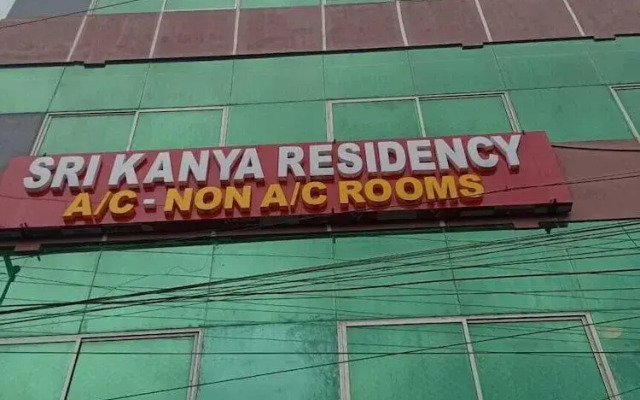 SRI KANYA RESIDENCY
A/C - NON A/C ROOMS